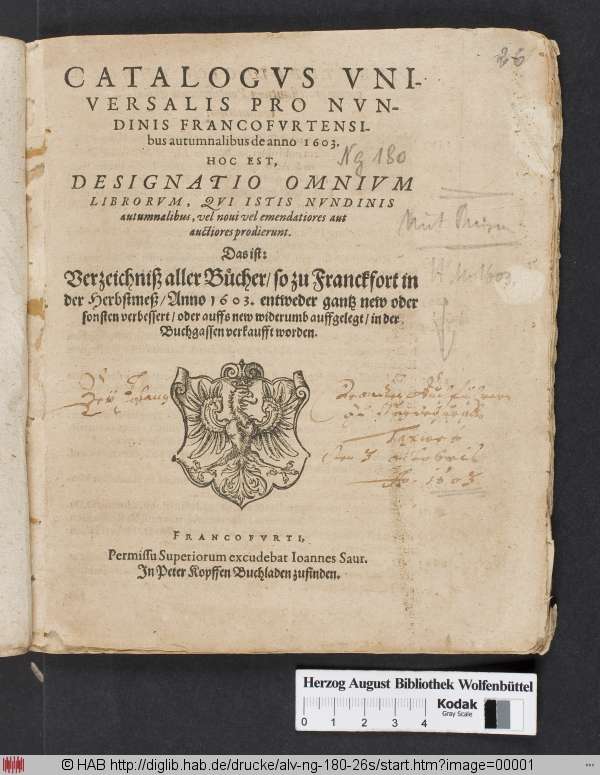 26
CATALOGVS VNI-
VERSALIS PRO NVN-
DINIS FRANCOFVRTENSI-
bus autumnalibus de anno 1603.
HOC EST,
Ng 180
DESIGNATIO OMNIVM
LIBRORVM, QVI ISTIS NVNDINIS
autumnalibus, vel noui vel emendatiores aut
auctiores prodierunt.
Das ist:
Verzeichniß aller Bücher/ so zu Franckfort in
der Herbstmeß/ Anno 1603. entweder gantz new oder
sonsten verbessert/ oder auffs new widerumb auffgelegt/ in der
Buchgassen verkaufft worden.
1603
FRANCOFVRTI,
Permissu Superiorum excudebat Ioannes Saur.
In Peter Kopffen Buchladen zufinden.
Herzog August Bibliothek Wolfenbüttel
0 1 2 3 4
Kodak
Gray Scale
© HAB http://diglib.hab.de/drucke/alv-ng-180-26s/start.htm?image=00001